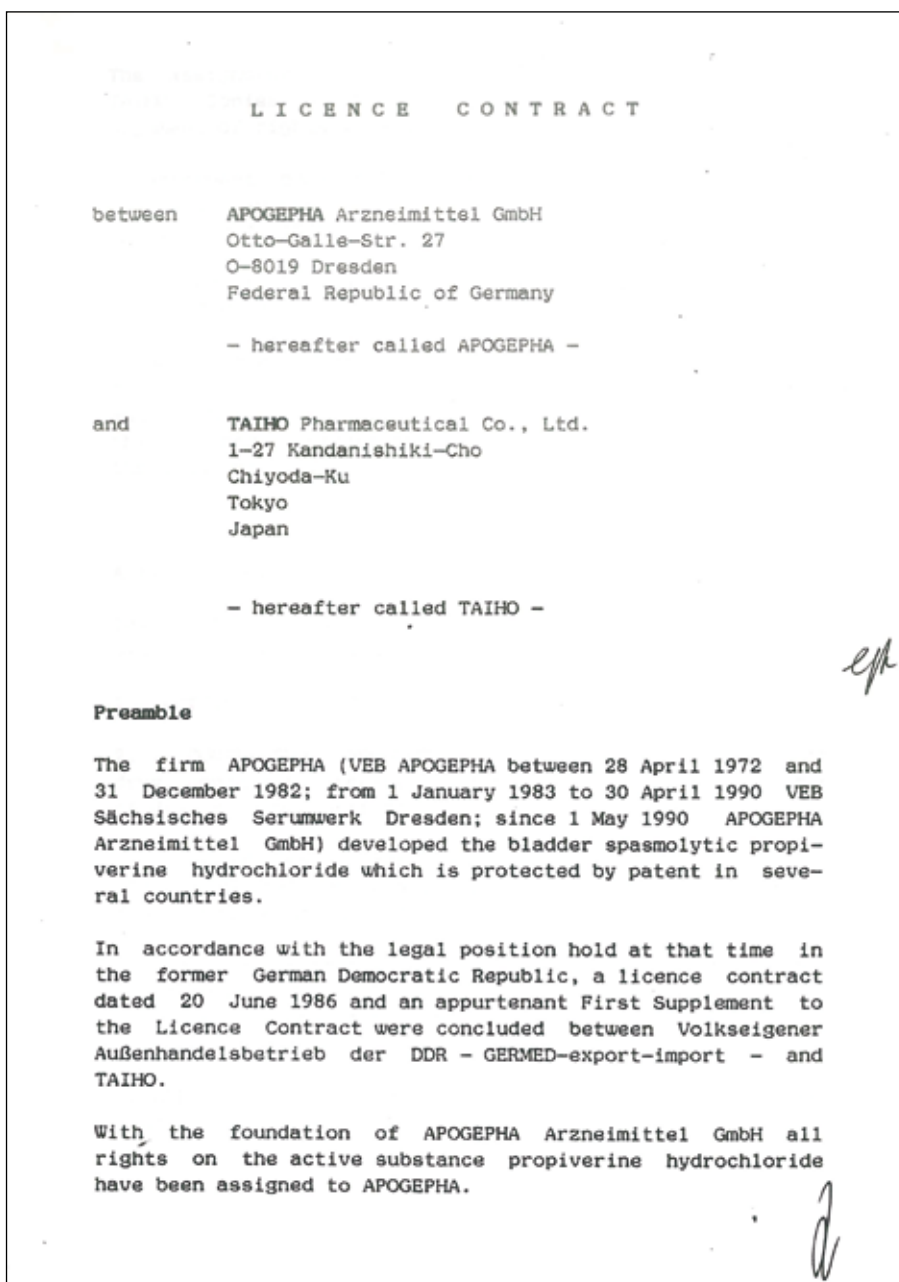 LICENCE CONTRACT
between APOGEPHA Arzneimittel GmbH
Otto-Galle-Str. 27
O-8019 Dresden
Federal Republic of Germany
- hereafter called APOGEPHA -
and TAIHO Pharmaceutical Co., Ltd.
1-27 Kandanishiki-Cho
Chiyoda-Ku
Tokyo
Japan
- hereafter called TAIHO -
Preamble
The firm APOGEPHA (VEB APOGEPHA between 28 April 1972 and
31 December 1982; from 1 January 1983 to 30 April 1990 VEB
Sächsisches Serumwerk Dresden; since 1 May 1990 APOGEPHA
Arzneimittel GmbH) developed the bladder spasmolytic propi-
verine hydrochloride which is protected by patent in seve-
ral countries.
In accordance with the legal position hold at that time in
the former German Democratic Republic, a licence contract
dated 20 June 1986 and an appurtenant First Supplement to
the Licence Contract were concluded between Volkseigener
Außenhandelsbetrieb der DDR - GERMED-export-import - and
TAIHO.
With the foundation of APOGEPHA Arzneimittel GmbH all
rights on the active substance propiverine hydrochloride
have been assigned to APOGEPHA.